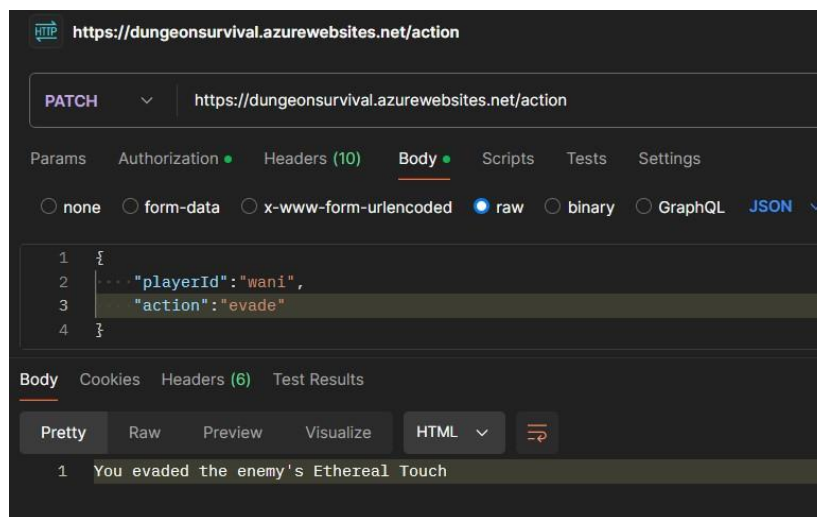 HTTP https://dungeonsurvival.azurewebsites.net/action
PATCH https://dungeonsurvival.azurewebsites.net/action
Params Authorization Headers (10) Body Scripts Tests Settings
none form-data x-www-form-urlencoded raw binary GraphQL JSON
1 {
2 "playerId":"wani",
3 "action":"evade"
4 }
Body Cookies Headers (6) Test Results
Pretty Raw Preview Visualize HTML
1 You evaded the enemy's Ethereal Touch